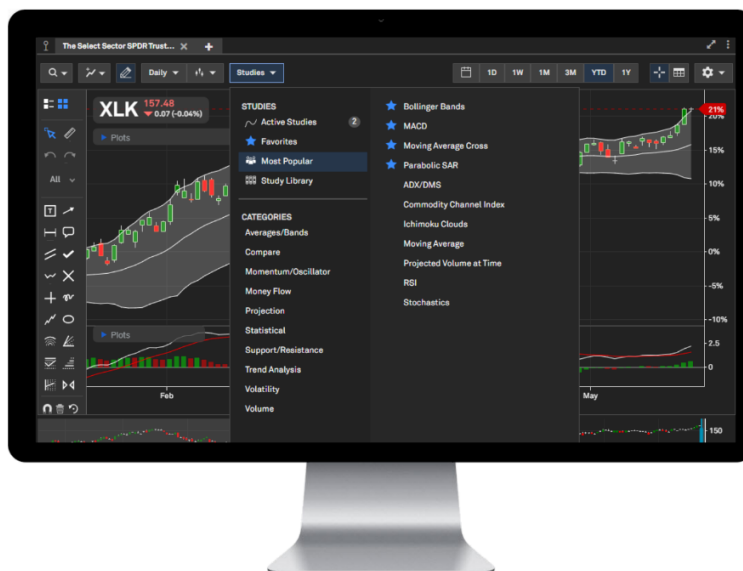 The Select Sector SPDR Trust...
Daily
Studies
1D
1W
1M
3M
YTD
1Y
XLK
157.48
0.07 (-0.04%)
Plots
All
STUDIES
Active Studies
2
Favorites
Most Popular
Study Library
CATEGORIES
Averages/Bands
Compare
Momentum/Oscillator
Money Flow
Projection
Statistical
Support/Resistance
Trend Analysis
Volatility
Volume
Bollinger Bands
MACD
Moving Average Cross
Parabolic SAR
ADX/DMS
Commodity Channel Index
Ichimoku Clouds
Moving Average
Projected Volume at Time
RSI
Stochastics
21%
20%
15%
10%
5%
0%
-5%
-10%
Plots
2.5
0
Feb
May
150